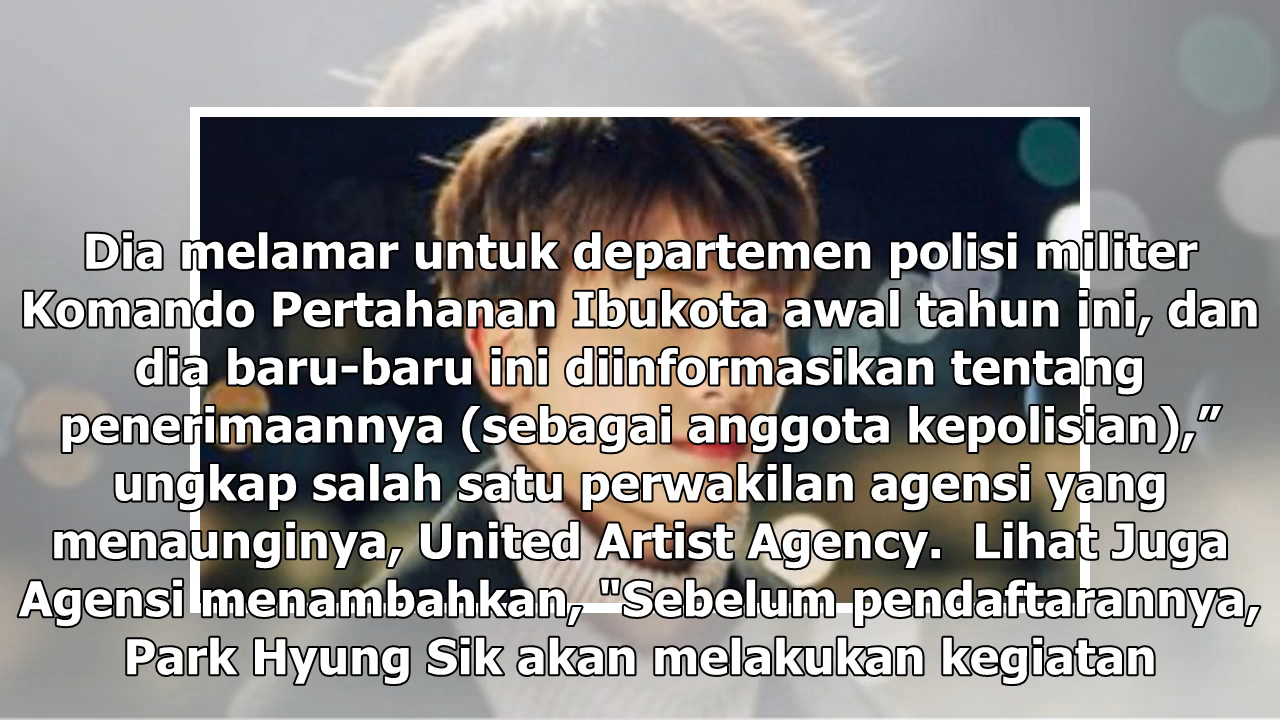 Dia melamar untuk departemen polisi militer
Komando Pertahanan Ibukota awal tahun ini, dan
dia baru-baru ini diinformasikan tentang
penerimaannya (sebagai anggota kepolisian),”
ungkap salah satu perwakilan agensi yang
menaunginya, United Artist Agency.  Lihat Juga
Agensi menambahkan, "Sebelum pendaftarannya,
Park Hyung Sik akan melakukan kegiatan